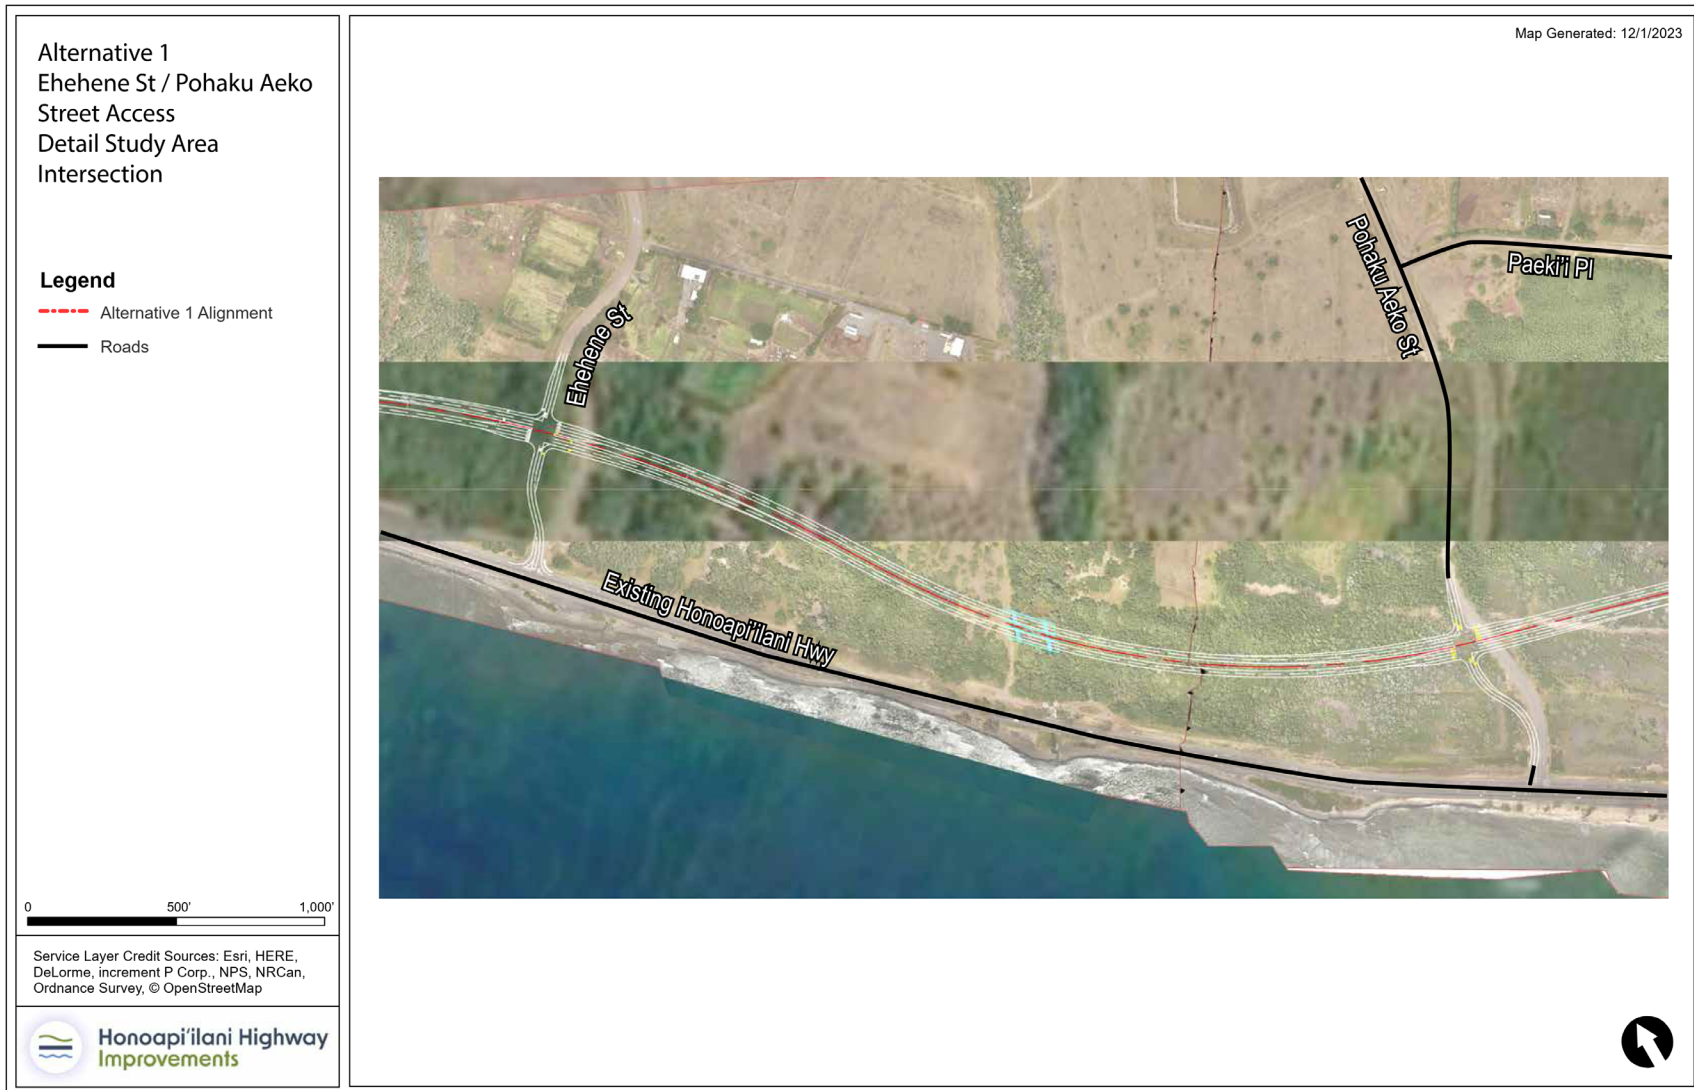 Alternative 1
Ehehene St / Pohaku Aeko
Street Access
Detail Study Area
Intersection
Legend
Alternative 1 Alignment
Roads
0 500' 1,000'
Service Layer Credit Sources: Esri, HERE,
DeLorme, increment P Corp., NPS, NRCan,
Ordnance Survey, © OpenStreetMap
Honoapiʻilani Highway
Improvements
Map Generated: 12/1/2023
Ehehene St
Pohaku Aeko St
Paeki'i Pl
Existing Honoapi'ilani Hwy